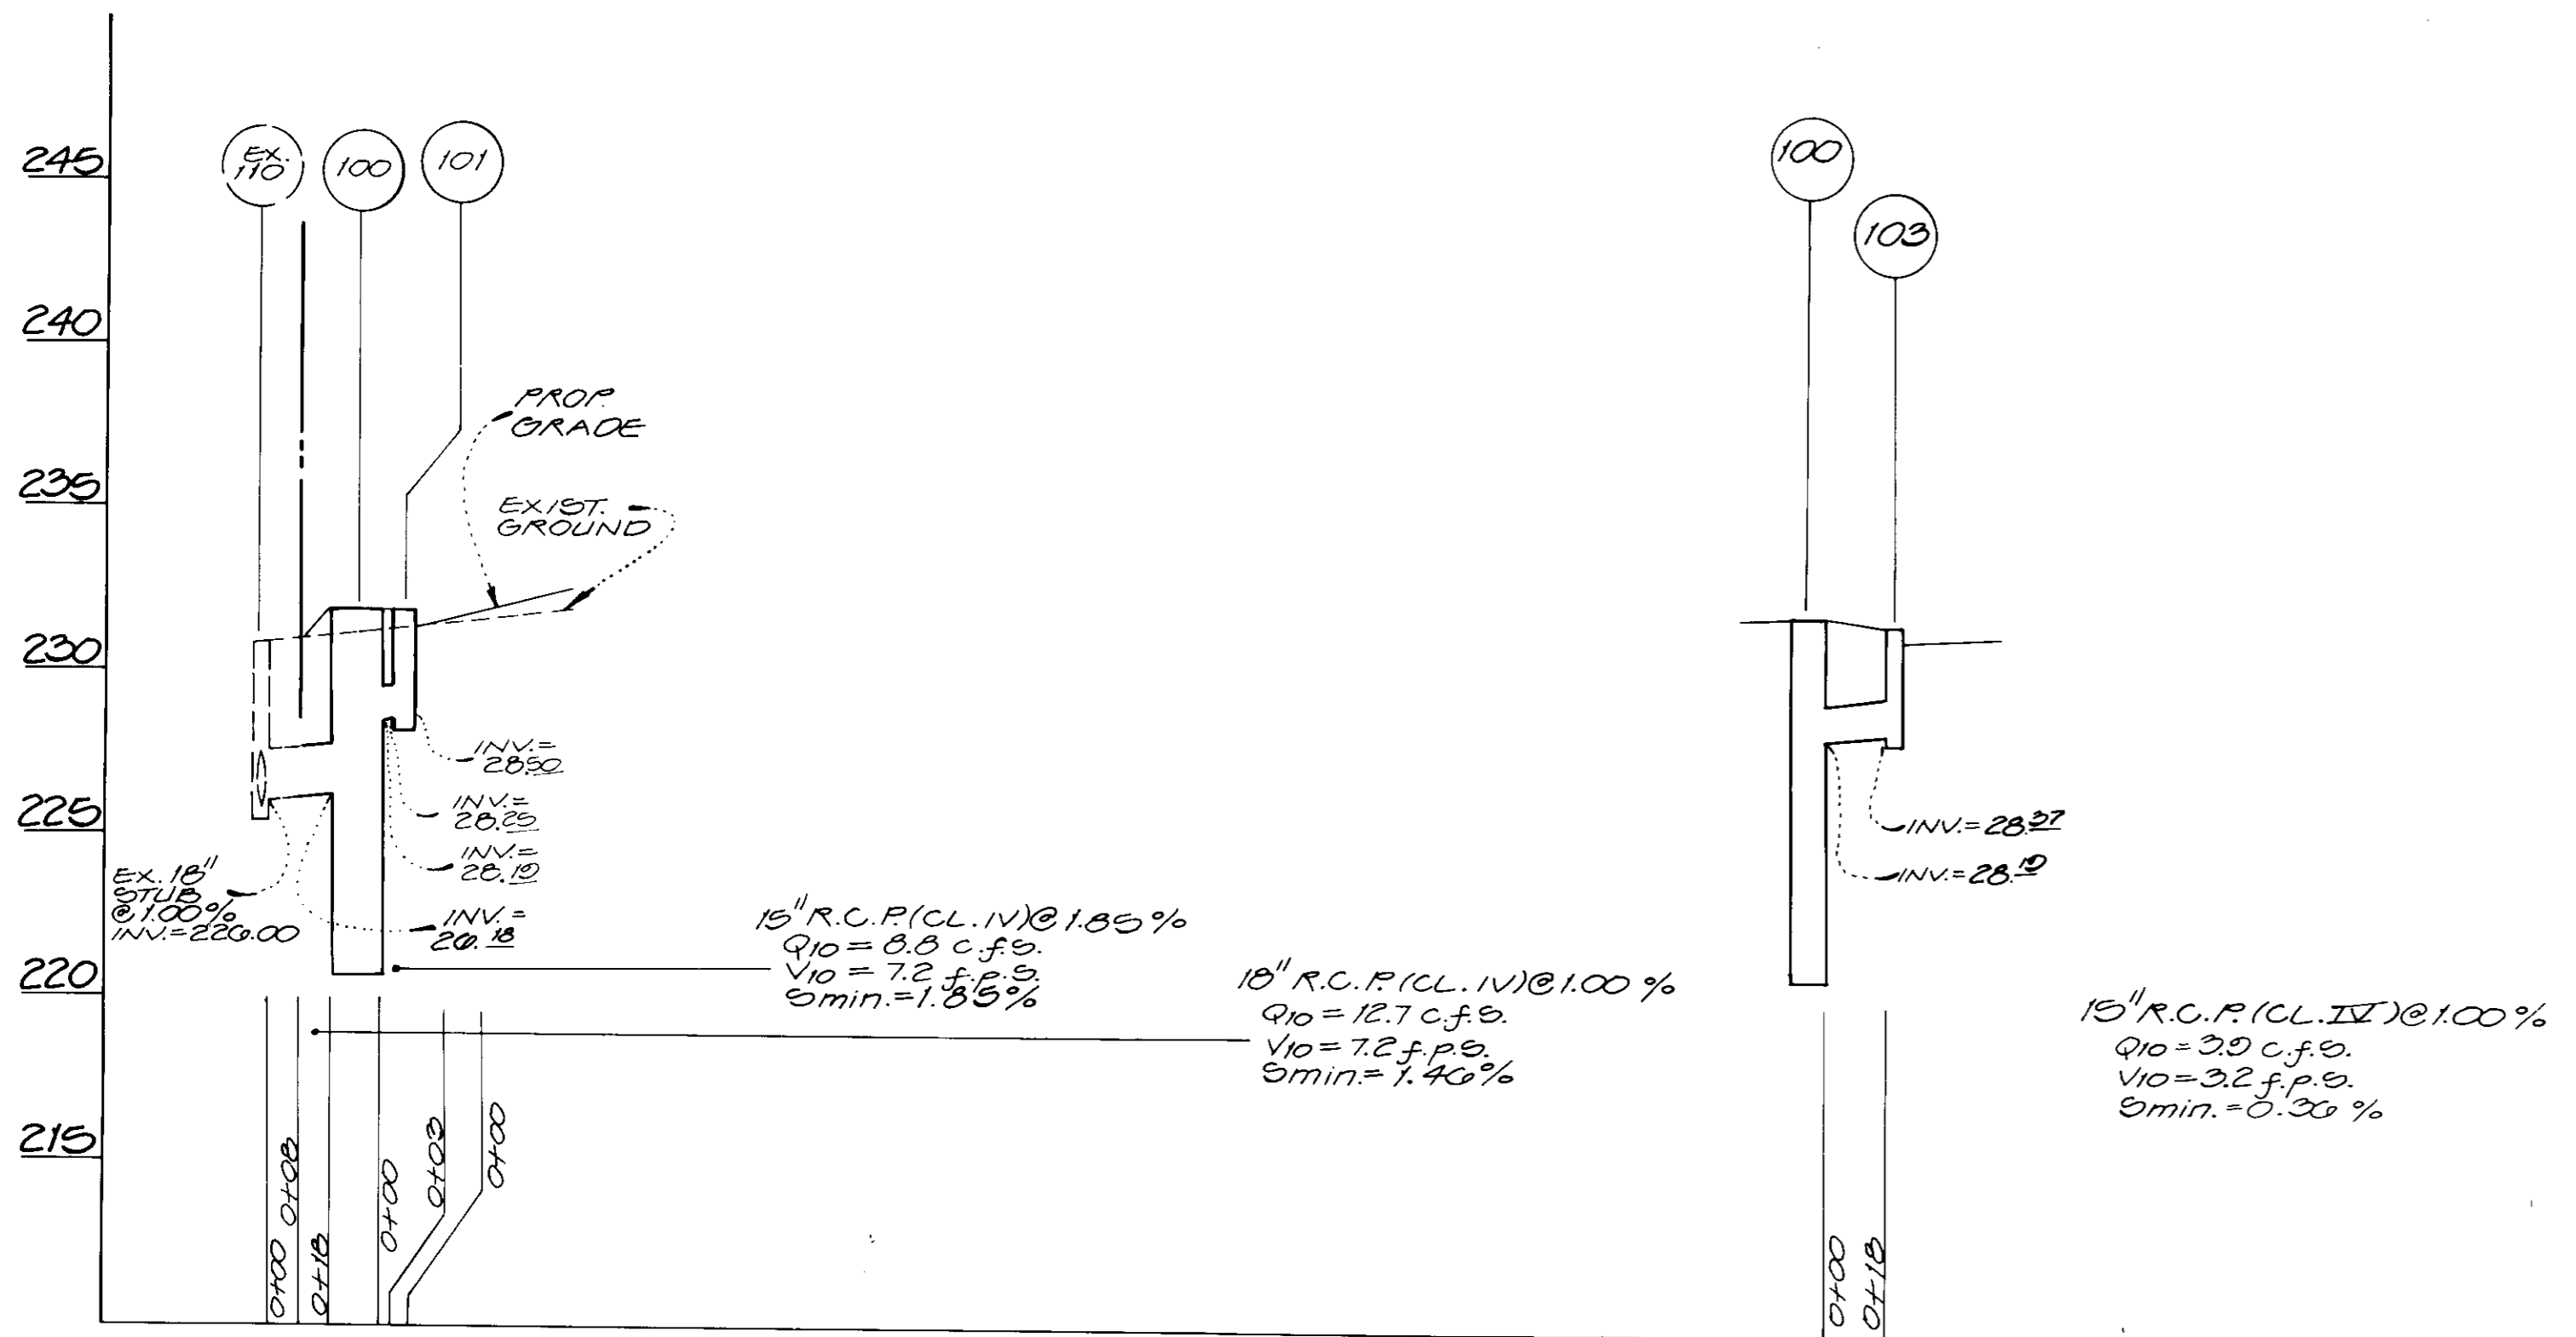 245
240
235
230
225
220
215
EX.
110
100
101
PROP.
GRADE
EXIST.
GROUND
INV.=
28.50
INV.=
28.25
INV.=
28.19
INV.=
26.18
EX. 18"
STUB
@ 1.00%
INV.=226.00
15" R.C.P. (CL. IV) @ 1.85%
Q10 = 8.8 c.f.s.
V10 = 7.2 f.p.s.
Smin.=1.85%
18" R.C.P. (CL. IV) @ 1.00%
Q10 = 12.7 c.f.s.
V10 = 7.2 f.p.s.
Smin.= 1.46%
0+00
0+08
0+18
0+00
0+03
0+00
100
103
INV.= 28.37
INV.= 28.19
15" R.C.P. (CL. IV) @ 1.00%
Q10 = 3.9 c.f.s.
V10 = 3.2 f.p.s.
Smin. = 0.36%
0+00
0+18